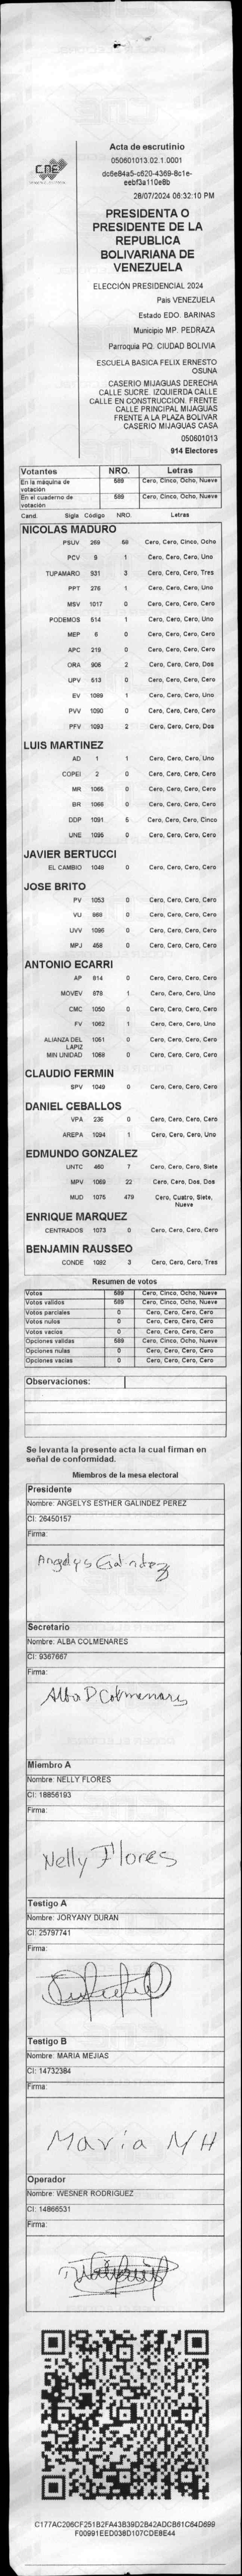 Acta de escrutinio
050601013.02.1.0001
dc6e84a5-c620-4369-8c1e-
eebf3a110e8b
28/07/2024 06:32:10 PM
CNE
PRESIDENTA O
PRESIDENTE DE LA
REPUBLICA
BOLIVARIANA DE
VENEZUELA
ELECCIÓN PRESIDENCIAL 2024
Pais VENEZUELA
Estado EDO. BARINAS
Municipio MP. PEDRAZA
Parroquia PQ. CIUDAD BOLIVIA
ESCUELA BASICA FELIX ERNESTO
OSUNA
CASERIO MIJAGUAS DERECHA
CALLE SUCRE. IZQUIERDA CALLE
CALLE EN CONSTRUCCION. FRENTE
CALLE PRINCIPAL MIJAGUAS
FRENTE A LA PLAZA BOLIVAR
CASERIO MIJAGUAS CASA
050601013
914 Electores
Votantes NRO. Letras
En la máquina de votación 589 Cero, Cinco, Ocho, Nueve
En el cuaderno de votación 589 Cero, Cinco, Ocho, Nueve
Cand. Sigla Código NRO. Letras
NICOLAS MADURO
PSUV 269 58 Cero, Cero, Cinco, Ocho
PCV 9 1 Cero, Cero, Cero, Uno
TUPAMARO 931 3 Cero, Cero, Cero, Tres
PPT 276 1 Cero, Cero, Cero, Uno
MSV 1017 0 Cero, Cero, Cero, Cero
PODEMOS 514 1 Cero, Cero, Cero, Uno
MEP 6 0 Cero, Cero, Cero, Cero
APC 219 0 Cero, Cero, Cero, Cero
ORA 906 2 Cero, Cero, Cero, Dos
UPV 513 0 Cero, Cero, Cero, Cero
EV 1089 1 Cero, Cero, Cero, Uno
PVV 1090 0 Cero, Cero, Cero, Cero
PFV 1093 2 Cero, Cero, Cero, Dos
LUIS MARTINEZ
AD 1 1 Cero, Cero, Cero, Uno
COPEI 2 0 Cero, Cero, Cero, Cero
MR 1065 0 Cero, Cero, Cero, Cero
BR 1066 0 Cero, Cero, Cero, Cero
DDP 1091 5 Cero, Cero, Cero, Cinco
UNE 1095 0 Cero, Cero, Cero, Cero
JAVIER BERTUCCI
EL CAMBIO 1048 0 Cero, Cero, Cero, Cero
JOSE BRITO
PV 1053 0 Cero, Cero, Cero, Cero
VU 869 0 Cero, Cero, Cero, Cero
UVV 1096 0 Cero, Cero, Cero, Cero
MPJ 458 0 Cero, Cero, Cero, Cero
ANTONIO ECARRI
AP 814 0 Cero, Cero, Cero, Cero
MOVEV 979 1 Cero, Cero, Cero, Uno
CMC 1050 0 Cero, Cero, Cero, Cero
FV 1062 1 Cero, Cero, Cero, Uno
ALIANZA DEL LAPIZ 1061 0 Cero, Cero, Cero, Cero
MIN UNIDAD 1068 0 Cero, Cero, Cero, Cero
CLAUDIO FERMIN
SPV 1049 0 Cero, Cero, Cero, Cero
DANIEL CEBALLOS
VPA 236 0 Cero, Cero, Cero, Cero
AREPA 1094 1 Cero, Cero, Cero, Uno
EDMUNDO GONZALEZ
UNTC 460 7 Cero, Cero, Cero, Siete
MPV 1069 22 Cero, Cero, Dos, Dos
MUD 1075 479 Cero, Cuatro, Siete, Nueve
ENRIQUE MARQUEZ
CENTRADOS 1073 0 Cero, Cero, Cero, Cero
BENJAMIN RAUSSEO
CONDE 1092 3 Cero, Cero, Cero, Tres
Resumen de votos
Votos 589 Cero, Cinco, Ocho, Nueve
Votos validos 589 Cero, Cinco, Ocho, Nueve
Votos parciales 0 Cero, Cero, Cero, Cero
Votos nulos 0 Cero, Cero, Cero, Cero
Votos vacios 0 Cero, Cero, Cero, Cero
Opciones validas 589 Cero, Cinco, Ocho, Nueve
Opciones nulas 0 Cero, Cero, Cero, Cero
Opciones vacias 0 Cero, Cero, Cero, Cero
Observaciones:
Se levanta la presente acta la cual firman en
señal de conformidad.
Miembros de la mesa electoral
Presidente
Nombre: ANGELYS ESTHER GALINDEZ PEREZ
CI: 26450157
Firma:
Angelys Galindez
Secretario
Nombre: ALBA COLMENARES
CI: 9367667
Firma:
Alba D Colmenares
Miembro A
Nombre: NELLY FLORES
CI: 18856193
Firma:
Nelly Flores
Testigo A
Nombre: JORYANY DURAN
CI: 25797741
Firma:
Testigo B
Nombre: MARIA MEJIAS
CI: 14732384
Firma:
Maria M H
Operador
Nombre: WESNER RODRIGUEZ
CI: 14866531
Firma:
C177AC206CF251B2FA43B39D2B42ADCB61C64D699
F00991EED038D107CDE8E44